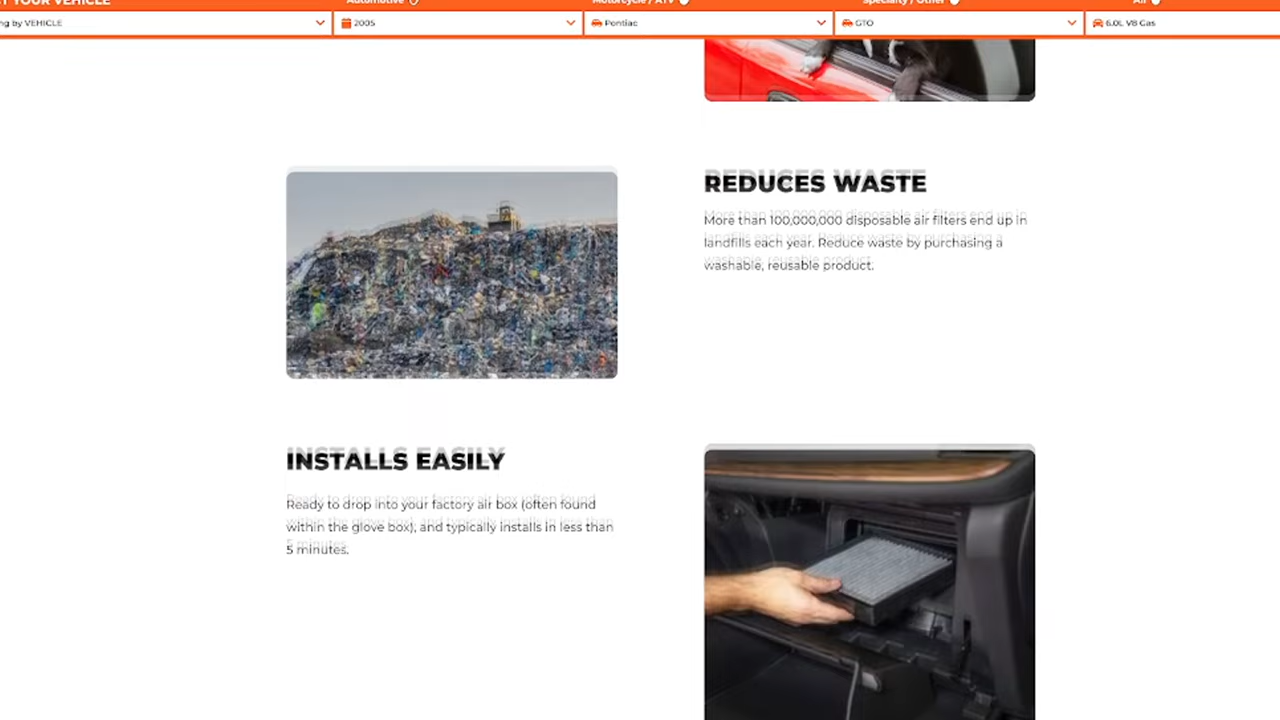 T YOUR VEHICLE
Automotive
Motorcycle / ATV
Specialty / Other
Air
ng by VEHICLE
2005
Pontiac
GTO
6.0L V8 Gas
REDUCES WASTE
More than 100,000,000 disposable air filters end up in
landfills each year. Reduce waste by purchasing a
washable, reusable product.
INSTALLS EASILY
Ready to drop into your factory air box (often found
within the glove box), and typically installs in less than
5 minutes.